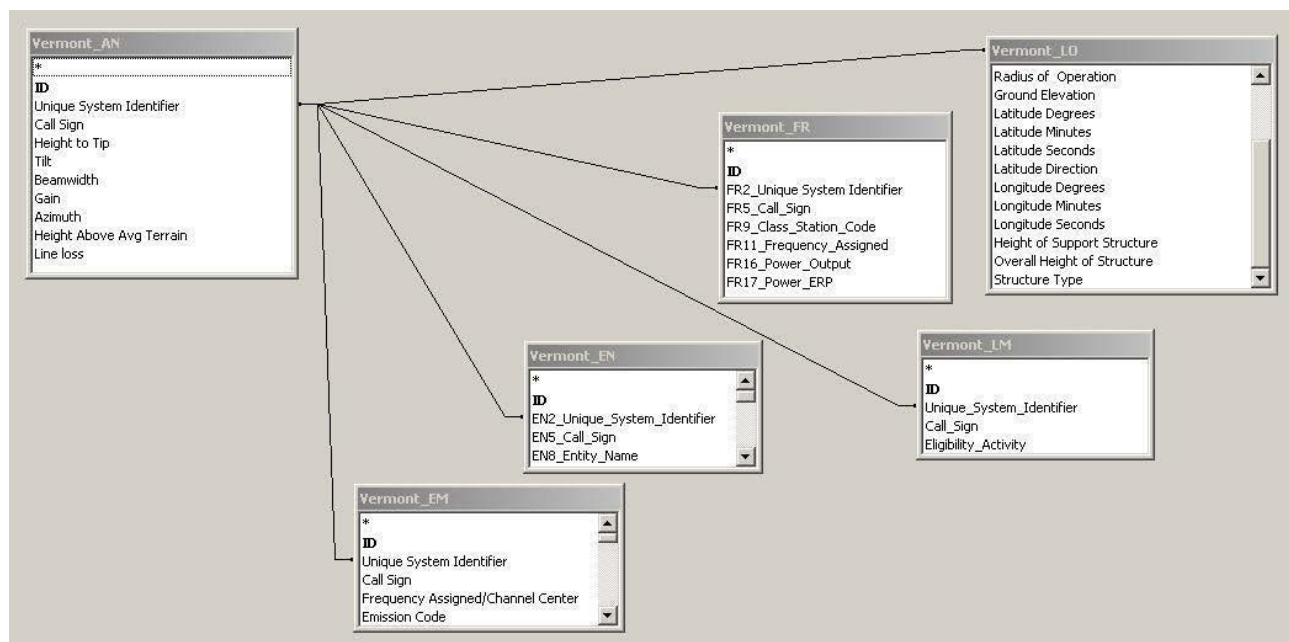 Vermont_AN
*
ID
Unique System Identifier
Call Sign
Height to Tip
Tilt
Beamwidth
Gain
Azimuth
Height Above Avg Terrain
Line loss
Vermont_LO
Radius of  Operation
Ground Elevation
Latitude Degrees
Latitude Minutes
Latitude Seconds
Latitude Direction
Longitude Degrees
Longitude Minutes
Longitude Seconds
Height of Support Structure
Overall Height of Structure
Structure Type
Vermont_FR
*
ID
FR2_Unique System Identifier
FR5_Call_Sign
FR9_Class_Station_Code
FR11_Frequency_Assigned
FR16_Power_Output
FR17_Power_ERP
Vermont_EN
*
ID
EN2_Unique_System_Identifier
EN5_Call_Sign
EN8_Entity_Name
Vermont_LM
*
ID
Unique_System_Identifier
Call_Sign
Eligibility_Activity
Vermont_EM
*
ID
Unique System Identifier
Call Sign
Frequency Assigned/Channel Center
Emission Code